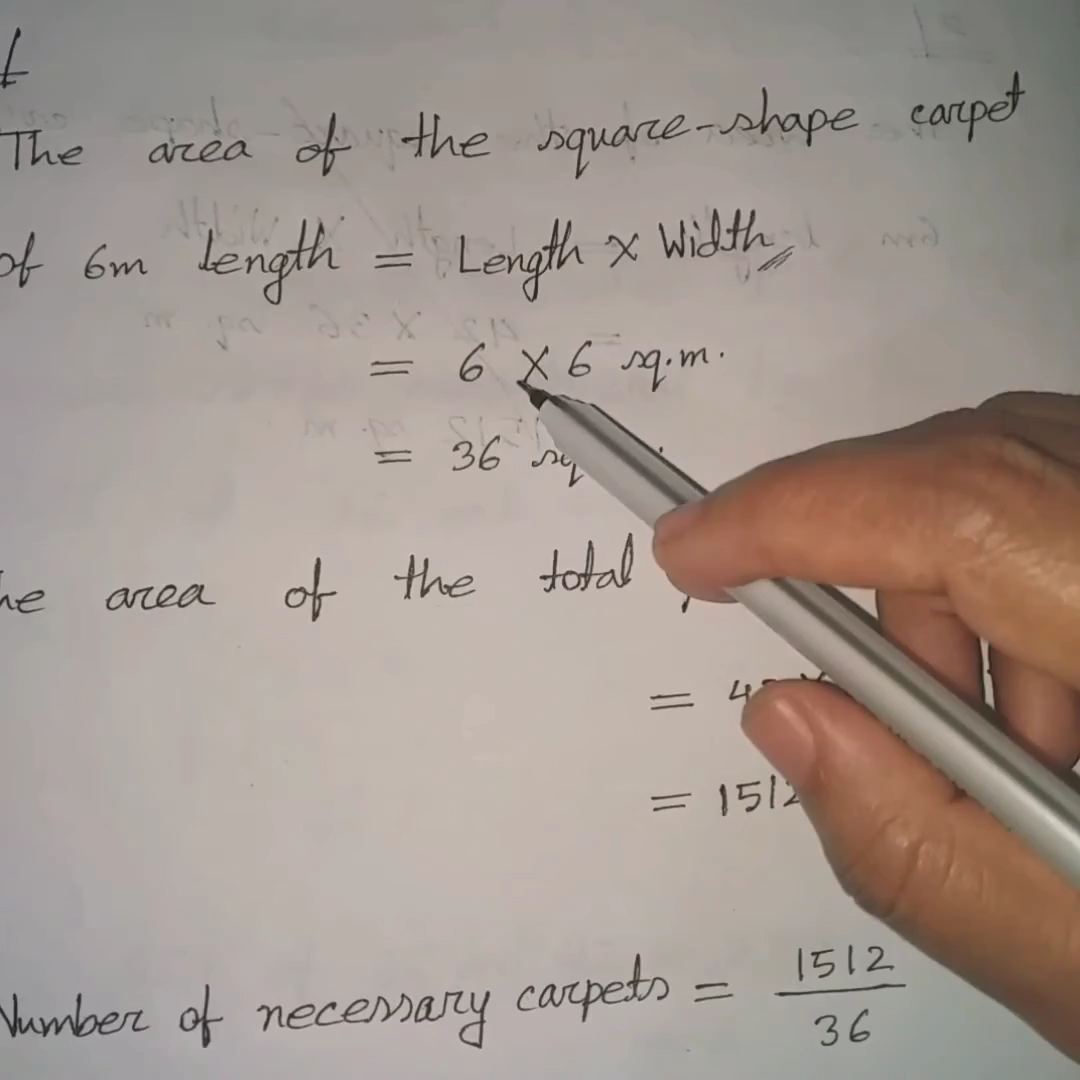 The area of the square-shape carpet
of 6m length = Length × Width
= 6 × 6 sq.m.
= 36
he area of the total
=
= 1512
Number of necessary carpets = 1512
36